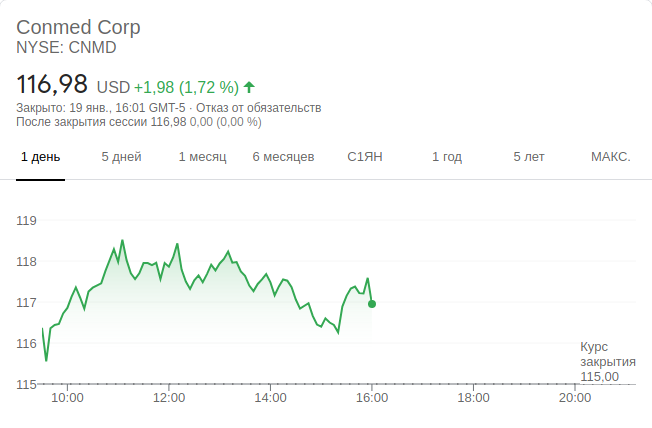 Conmed Corp
NYSE: CNMD
116,98 USD +1,98 (1,72 %)
Закрыто: 19 янв., 16:01 GMT-5 · Отказ от обязательств
После закрытия сессии 116,98 0,00 (0,00 %)
1 день 5 дней 1 месяц 6 месяцев С1ЯН 1 год 5 лет МАКС.
119
118
117
116
Курс
закрытия
115,00
115
10:00 12:00 14:00 16:00 18:00 20:00